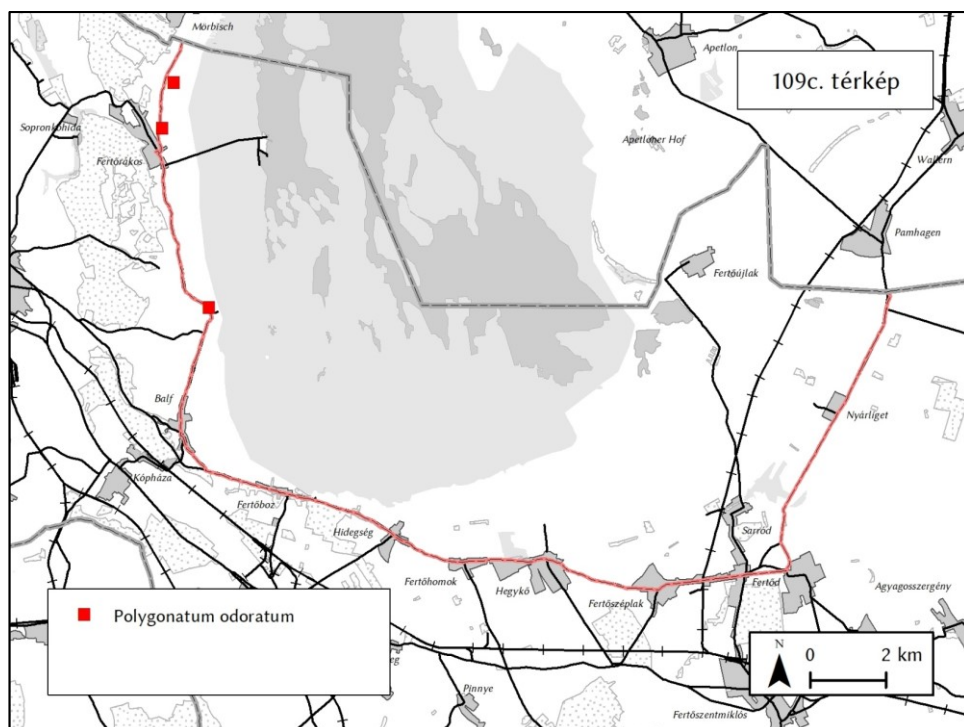 Mörbisch
Apetlon
109c. térkép
Sopronkőhida
Apetloner Hof
Wallern
Fertőrákos
Pamhagen
Fertőújlak
Balf
Nyárliget
Kópháza
Fertőboz
Hidegség
Sarród
Fertőhomok
Hegykő
Fertőszéplak
Fertőd
Agyagosszergény
Polygonatum odoratum
N
0 2 km
Pinnye
Fertőszentmiklós